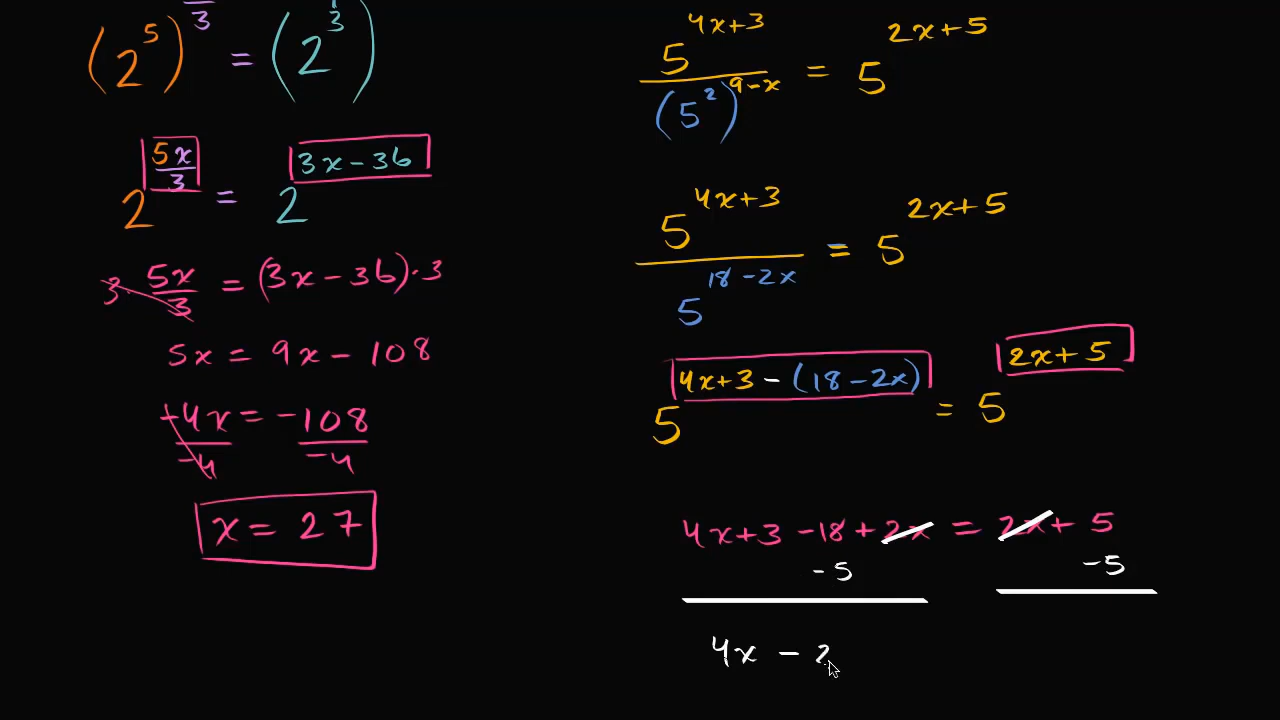 (2^5)^{‾/3} = (2^{1/3})
2^{5x/3} = 2^{3x-36}
3 · 5x/3 = (3x - 36) · 3
5x = 9x - 108
-4x = -108
-4 -4
x = 27
5^{4x+3} / (5^2)^{9-x} = 5^{2x+5}
5^{4x+3} / 5^{18-2x} = 5^{2x+5}
5^{4x+3-(18-2x)} = 5^{2x+5}
4x+3 -18 + 2x = 2x + 5
-5 -5
4x - 2